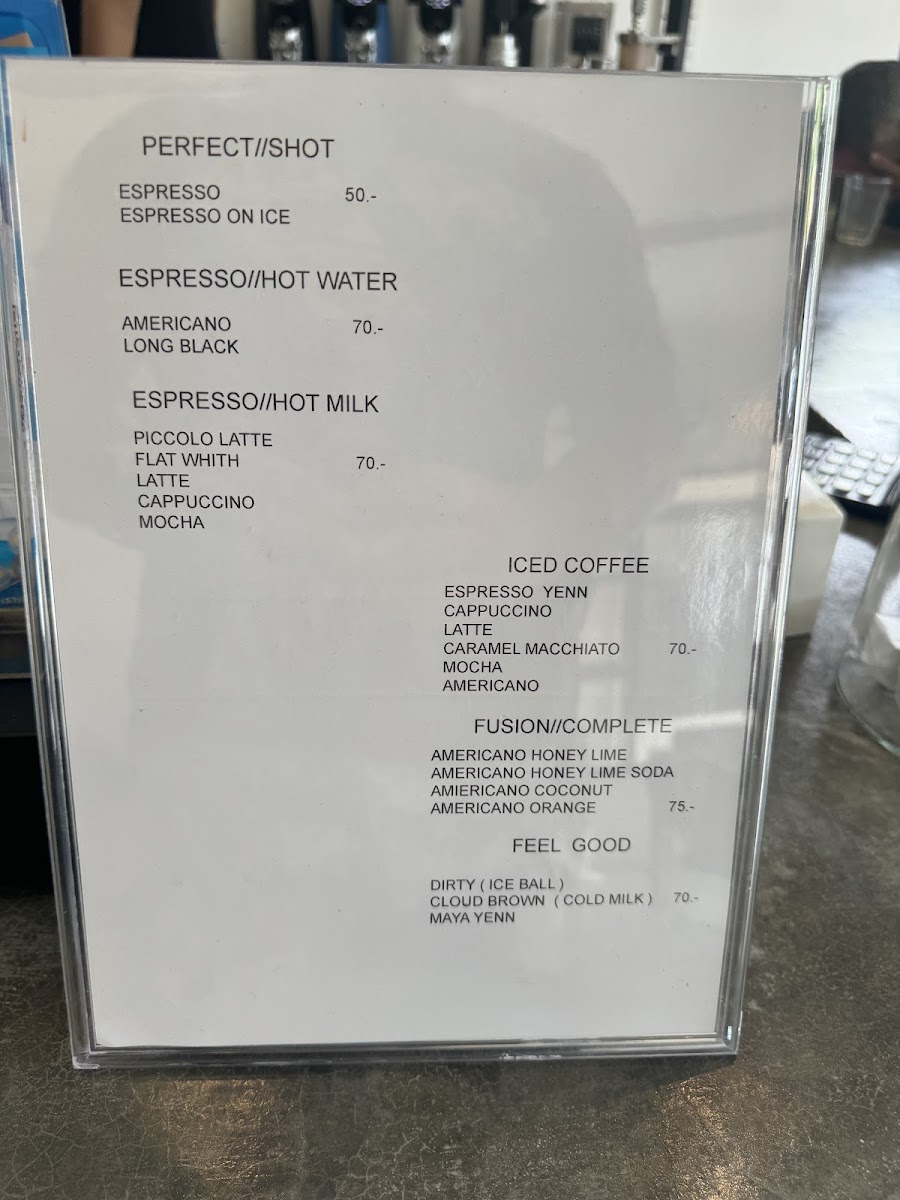 PERFECT//SHOT
ESPRESSO 50.-
ESPRESSO ON ICE
ESPRESSO//HOT WATER
AMERICANO 70.-
LONG BLACK
ESPRESSO//HOT MILK
PICCOLO LATTE
FLAT WHITH 70.-
LATTE
CAPPUCCINO
MOCHA
ICED COFFEE
ESPRESSO YENN
CAPPUCCINO
LATTE
CARAMEL MACCHIATO 70.-
MOCHA
AMERICANO
FUSION//COMPLETE
AMERICANO HONEY LIME
AMERICANO HONEY LIME SODA
AMIERICANO COCONUT
AMERICANO ORANGE 75.-
FEEL GOOD
DIRTY ( ICE BALL )
CLOUD BROWN ( COLD MILK ) 70.-
MAYA YENN